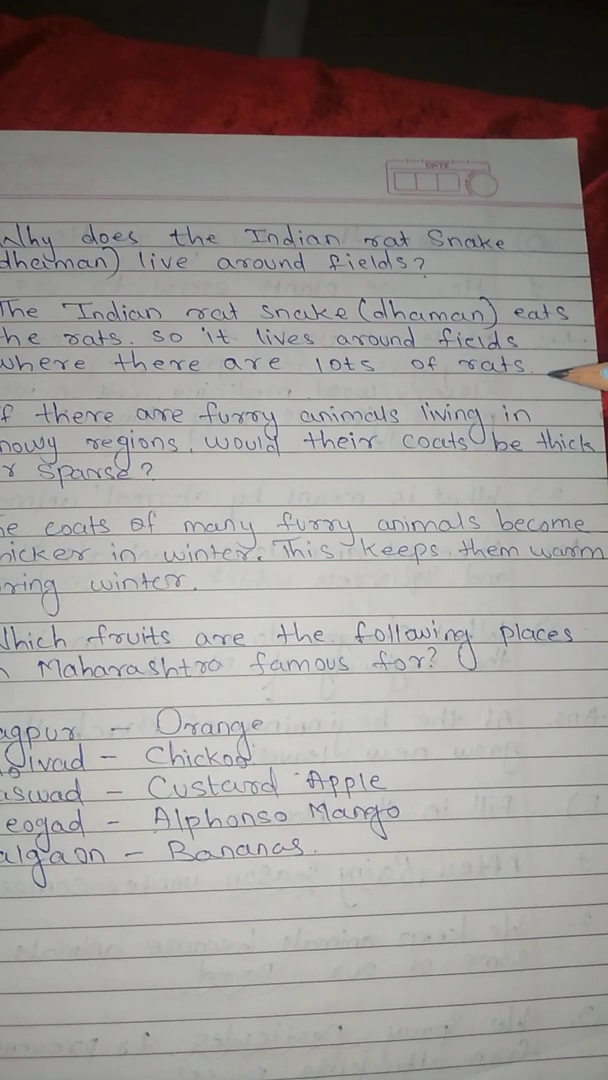 DATE
Why does the Indian rat Snake
dhaman) live around fields?
The Indian rat snake (dhaman) eats
he rats. so it lives around fields
where there are lots of rats.
f there are furry animals living in
nowy regions, would their coats be thick
r Sparse?
e coats of many furry animals become
hicker in winter. This keeps them warm
ring winter.
Which fruits are the following places
n Maharashtra famous for?
agpur - Orange
olvad - Chickoo
aswad - Custard Apple
eogad - Alphonso Mango
algaon - Bananas.